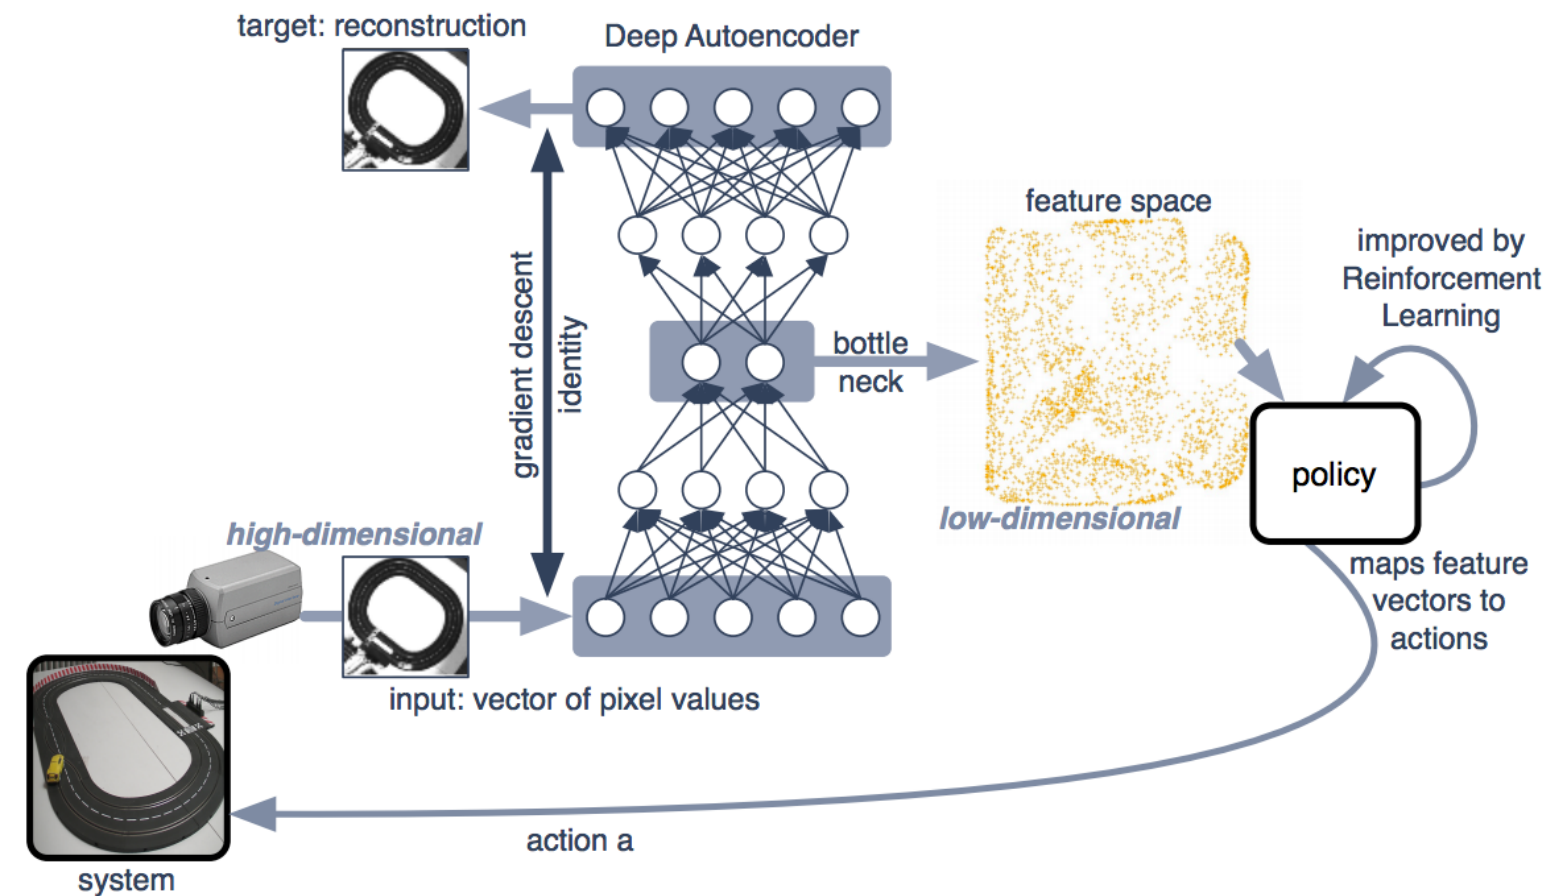 target: reconstruction
Deep Autoencoder
feature space
improved by
Reinforcement
Learning
gradient descent
identity
bottle
neck
policy
high-dimensional
low-dimensional
maps feature
vectors to
actions
input: vector of pixel values
action a
system